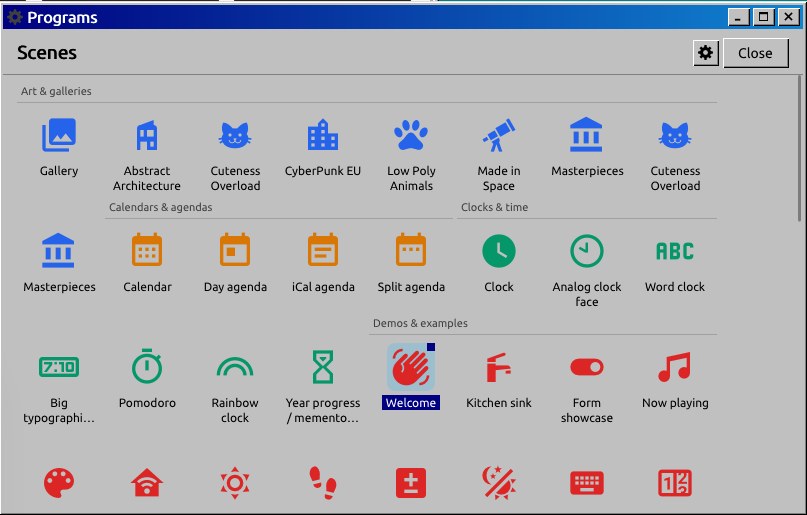 Programs
Scenes
Close
Art & galleries
Gallery
Abstract Architecture
Cuteness Overload
CyberPunk EU
Low Poly Animals
Made in Space
Masterpieces
Cuteness Overload
Calendars & agendas
Clocks & time
Masterpieces
Calendar
Day agenda
iCal agenda
Split agenda
Clock
Analog clock face
ABC
Word clock
Demos & examples
7:10
Big typographi...
Pomodoro
Rainbow clock
Year progress / memento...
Welcome
Kitchen sink
Form showcase
Now playing